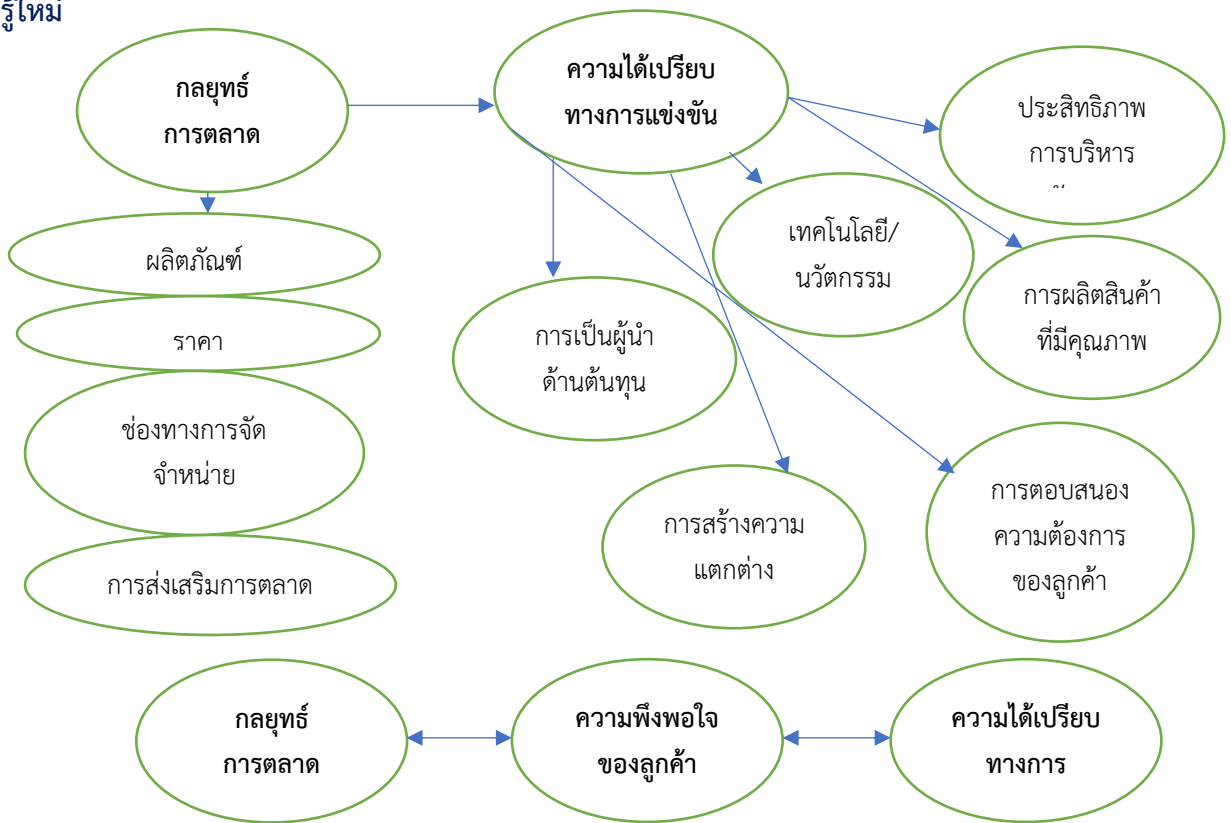 รู้ใหม่
กลยุทธ์
การตลาด
ความได้เปรียบ
ทางการแข่งขัน
ประสิทธิภาพ
การบริหาร
ผลิตภัณฑ์
ราคา
ช่องทางการจัด
จำหน่าย
การส่งเสริมการตลาด
เทคโนโลยี/
นวัตกรรม
การผลิตสินค้า
ที่มีคุณภาพ
การเป็นผู้นำ
ด้านต้นทุน
การสร้างความ
แตกต่าง
การตอบสนอง
ความต้องการ
ของลูกค้า
กลยุทธ์
การตลาด
ความพึงพอใจ
ของลูกค้า
ความได้เปรียบ
ทางการ